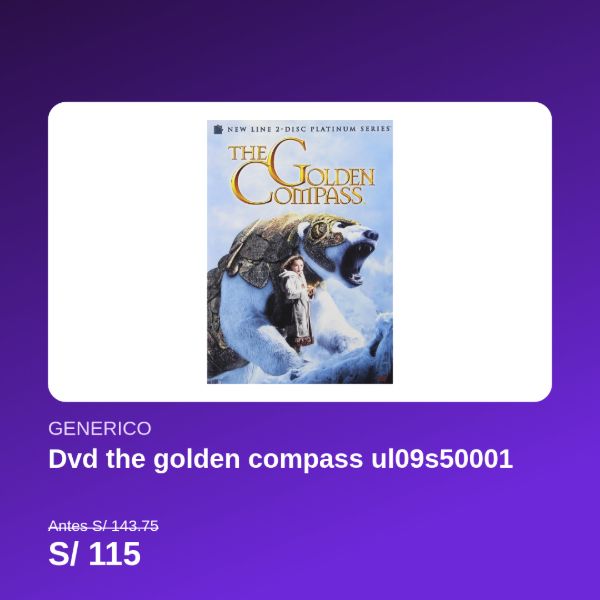 NEW LINE 2-DISC PLATINUM SERIES
THE GOLDEN
COMPASS
GENERICO
Dvd the golden compass ul09s50001
Antes S/ 143.75
S/ 115